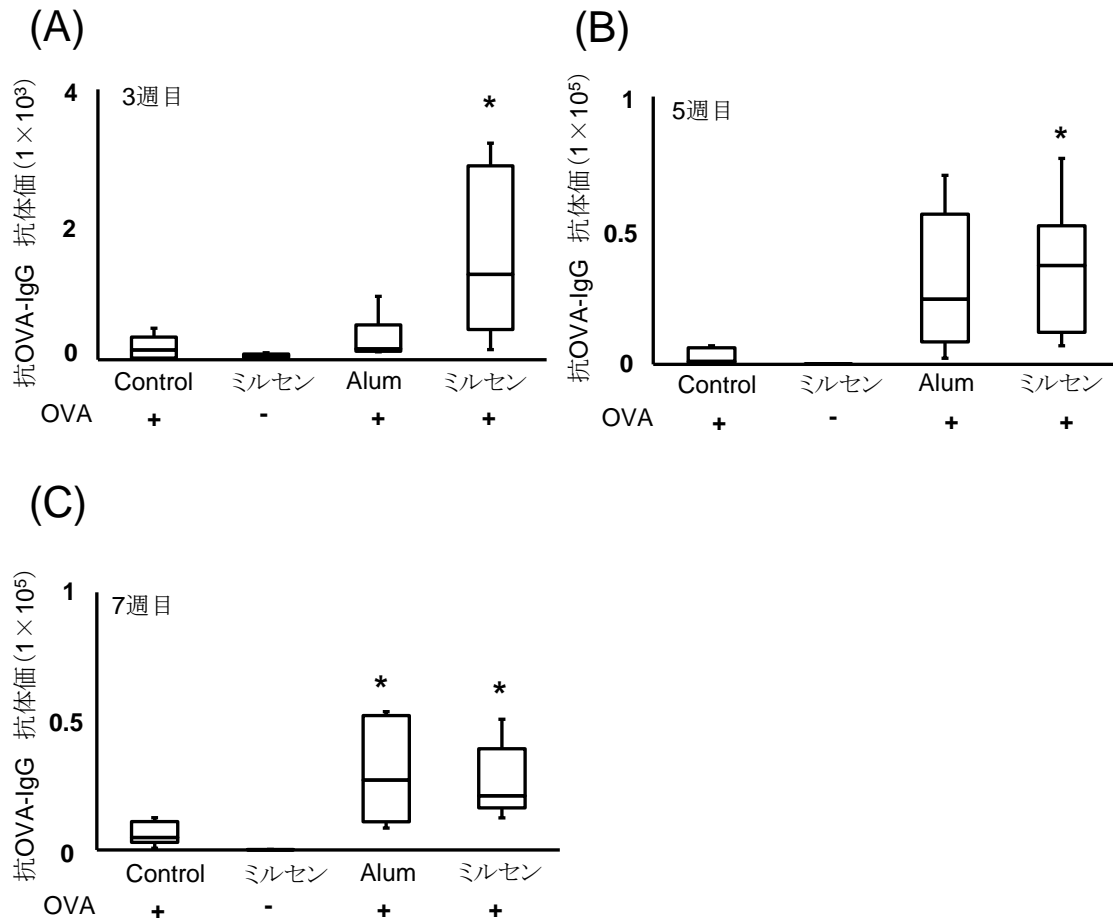 (A)
抗OVA-IgG 抗体価(1×10³)
3週目
4
2
0
*
Control ミルセン Alum ミルセン
OVA + - + +
(B)
抗OVA-IgG 抗体価(1×10⁵)
5週目
1
0.5
0
*
Control ミルセン Alum ミルセン
OVA + - + +
(C)
抗OVA-IgG 抗体価(1×10⁵)
7週目
1
0.5
0
* *
Control ミルセン Alum ミルセン
OVA + - + +